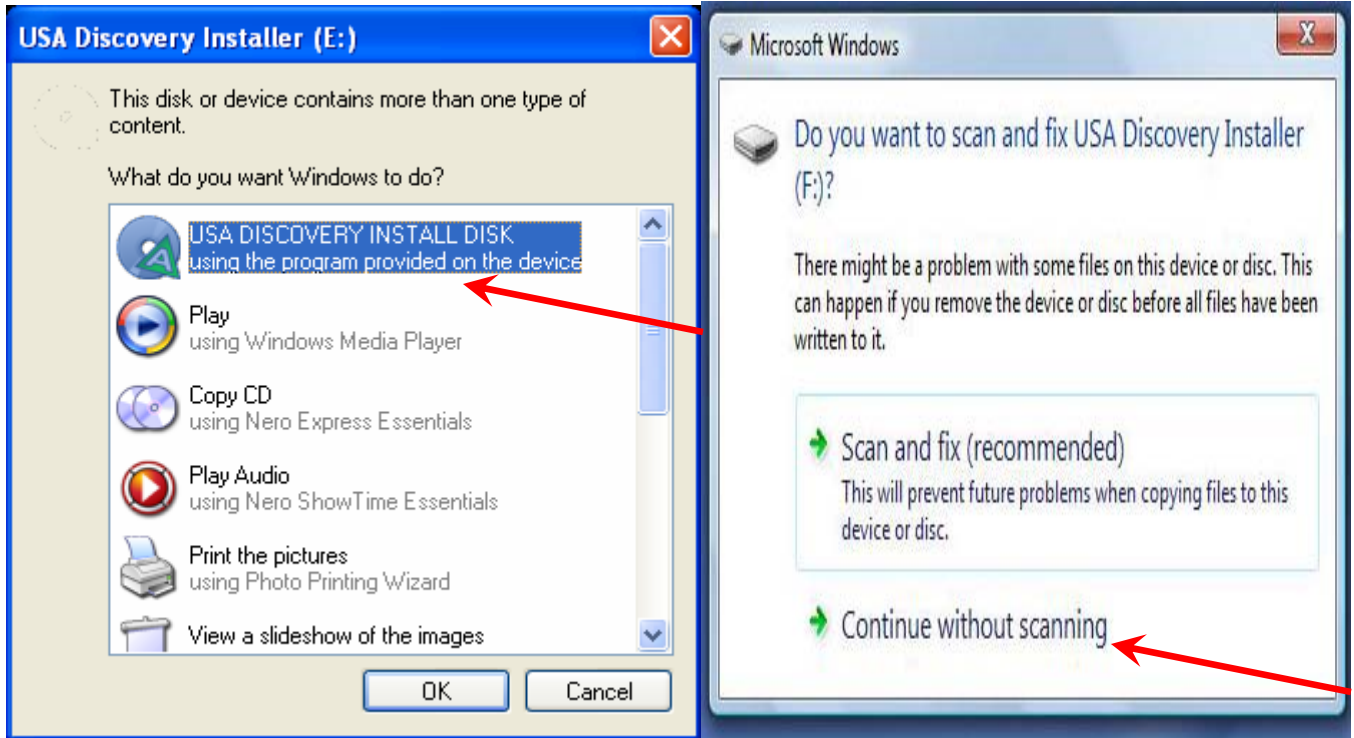 USA Discovery Installer (E:)
This disk or device contains more than one type of
content.
What do you want Windows to do?
USA DISCOVERY INSTALL DISK
using the program provided on the device
Play
using Windows Media Player
Copy CD
using Nero Express Essentials
Play Audio
using Nero ShowTime Essentials
Print the pictures
using Photo Printing Wizard
View a slideshow of the images
OK
Cancel
Microsoft Windows
Do you want to scan and fix USA Discovery Installer
(F:)?
There might be a problem with some files on this device or disc. This
can happen if you remove the device or disc before all files have been
written to it.
Scan and fix (recommended)
This will prevent future problems when copying files to this
device or disc.
Continue without scanning